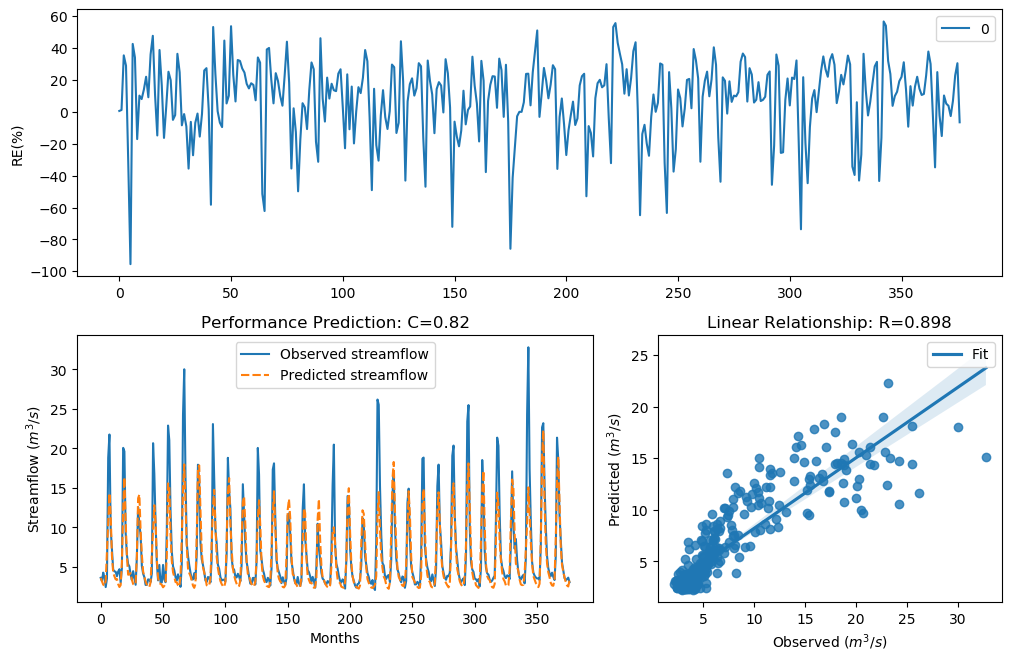 60
40
20
0
−20
−40
−60
−80
−100
RE(%)
0
0 50 100 150 200 250 300 350
Performance Prediction: C=0.82
Observed streamflow
Predicted streamflow
30
25
20
15
10
5
Streamflow (m³/s)
0 50 100 150 200 250 300 350
Months
Linear Relationship: R=0.898
Fit
25
20
15
10
5
Predicted (m³/s)
5 10 15 20 25 30
Observed (m³/s)